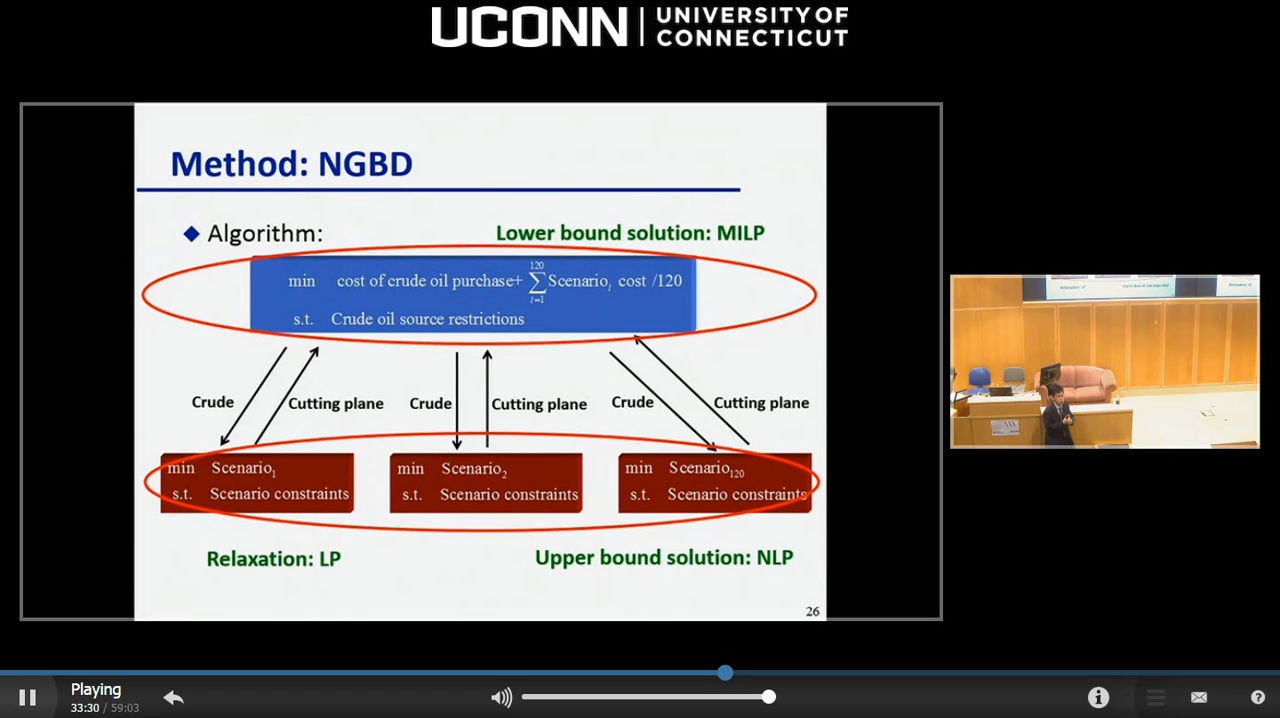 UCONN | UNIVERSITY OF
CONNECTICUT
Method: NGBD
◆ Algorithm:
Lower bound solution: MILP
min cost of crude oil purchase+ ∑_{i=1}^{120} Scenario_i cost /120
s.t. Crude oil source restrictions
Crude
Cutting plane
Crude
Cutting plane
Crude
Cutting plane
min Scenario₁
s.t. Scenario constraints
min Scenario₂
s.t. Scenario constraints
min Scenario₁₂₀
s.t. Scenario constraints
Relaxation: LP
Upper bound solution: NLP
26
Playing
33:30 / 59:03